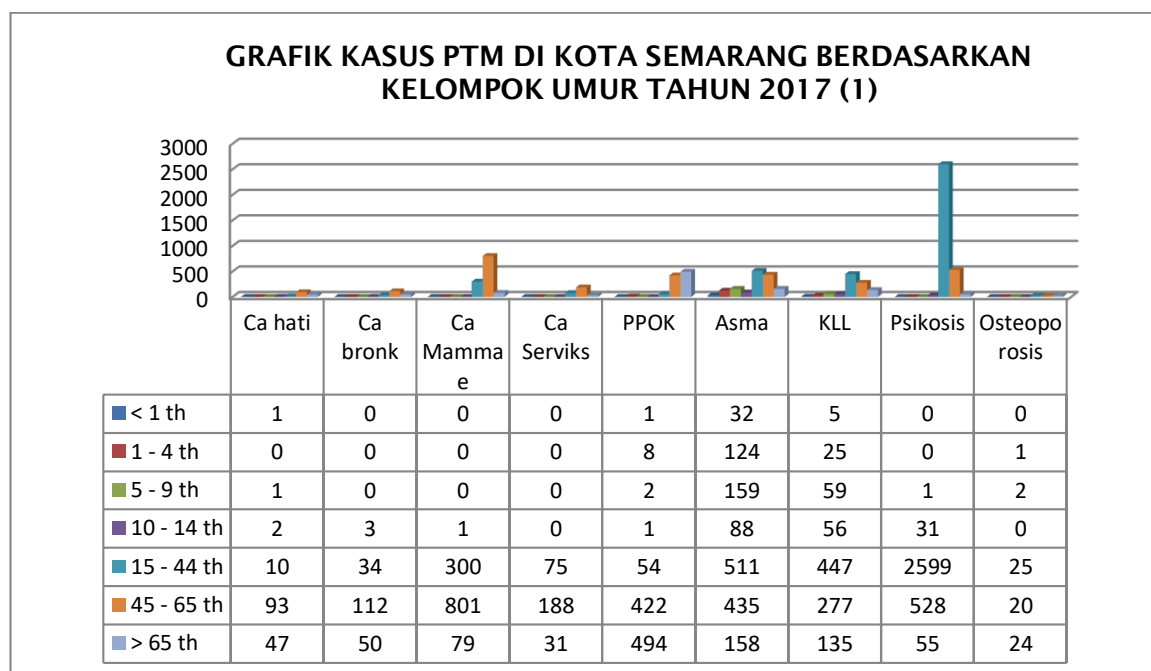 GRAFIK KASUS PTM DI KOTA SEMARANG BERDASARKAN
KELOMPOK UMUR TAHUN 2017 (1)
3000
2500
2000
1500
1000
500
0
Ca hati Ca bronk Ca Mammae Ca Serviks PPOK Asma KLL Psikosis Osteoporosis
< 1 th 1 0 0 0 1 32 5 0 0
1 - 4 th 0 0 0 0 8 124 25 0 1
5 - 9 th 1 0 0 0 2 159 59 1 2
10 - 14 th 2 3 1 0 1 88 56 31 0
15 - 44 th 10 34 300 75 54 511 447 2599 25
45 - 65 th 93 112 801 188 422 435 277 528 20
> 65 th 47 50 79 31 494 158 135 55 24